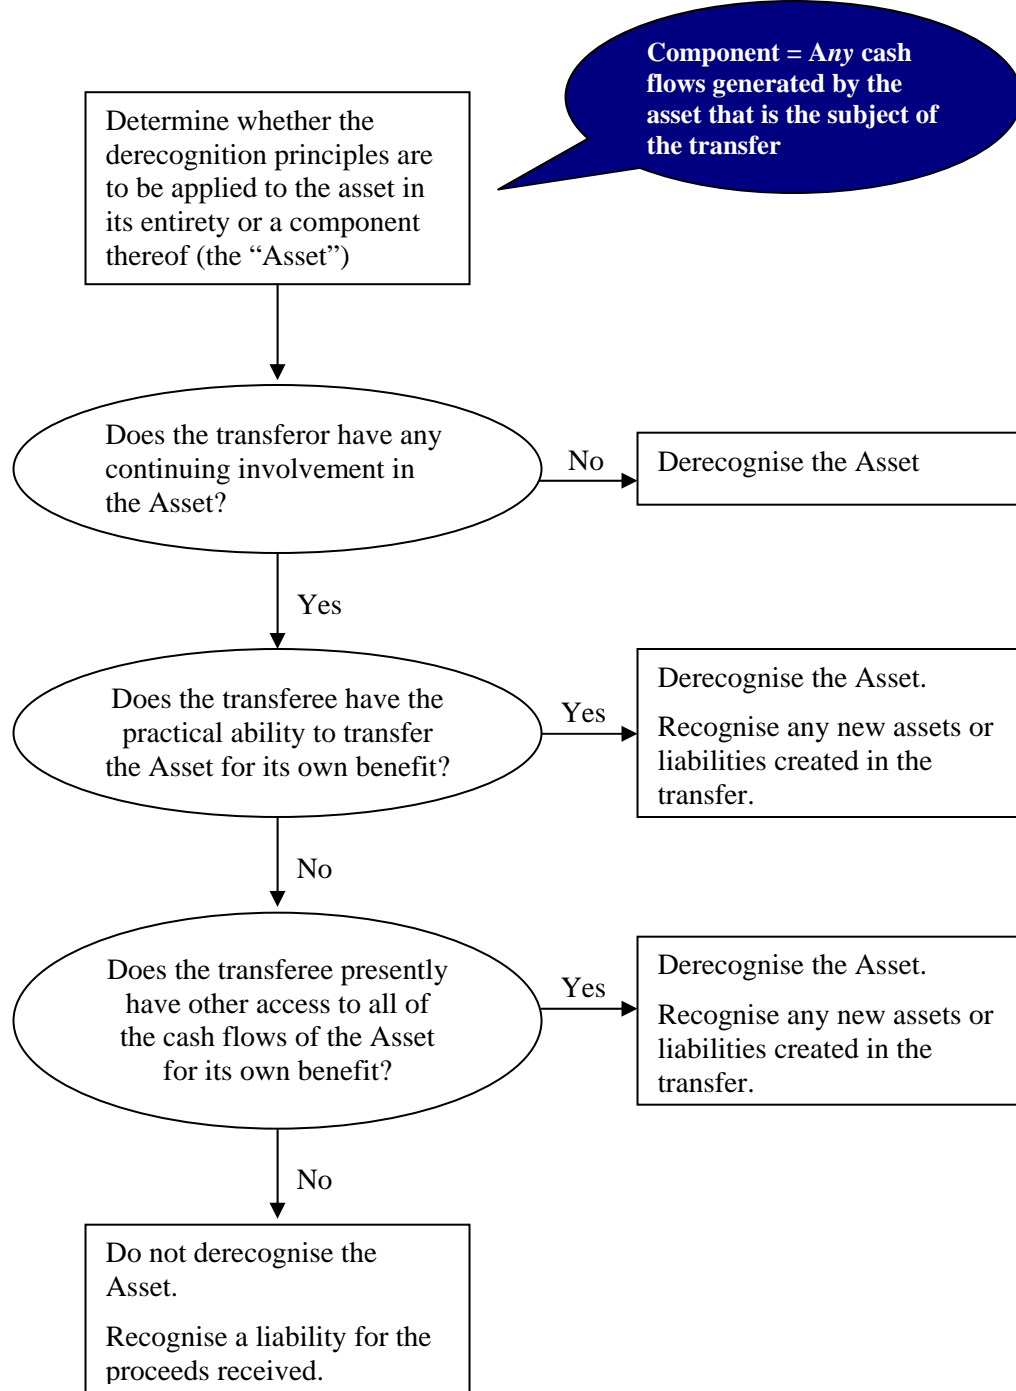 Component = Any cash
flows generated by the
asset that is the subject of
the transfer
Determine whether the
derecognition principles are
to be applied to the asset in
its entirety or a component
thereof (the “Asset”)
Does the transferor have any
continuing involvement in
the Asset?
No
Derecognise the Asset
Yes
Does the transferee have the
practical ability to transfer
the Asset for its own benefit?
Yes
Derecognise the Asset.
Recognise any new assets or
liabilities created in the
transfer.
No
Does the transferee presently
have other access to all of
the cash flows of the Asset
for its own benefit?
Yes
Derecognise the Asset.
Recognise any new assets or
liabilities created in the
transfer.
No
Do not derecognise the
Asset.
Recognise a liability for the
proceeds received.